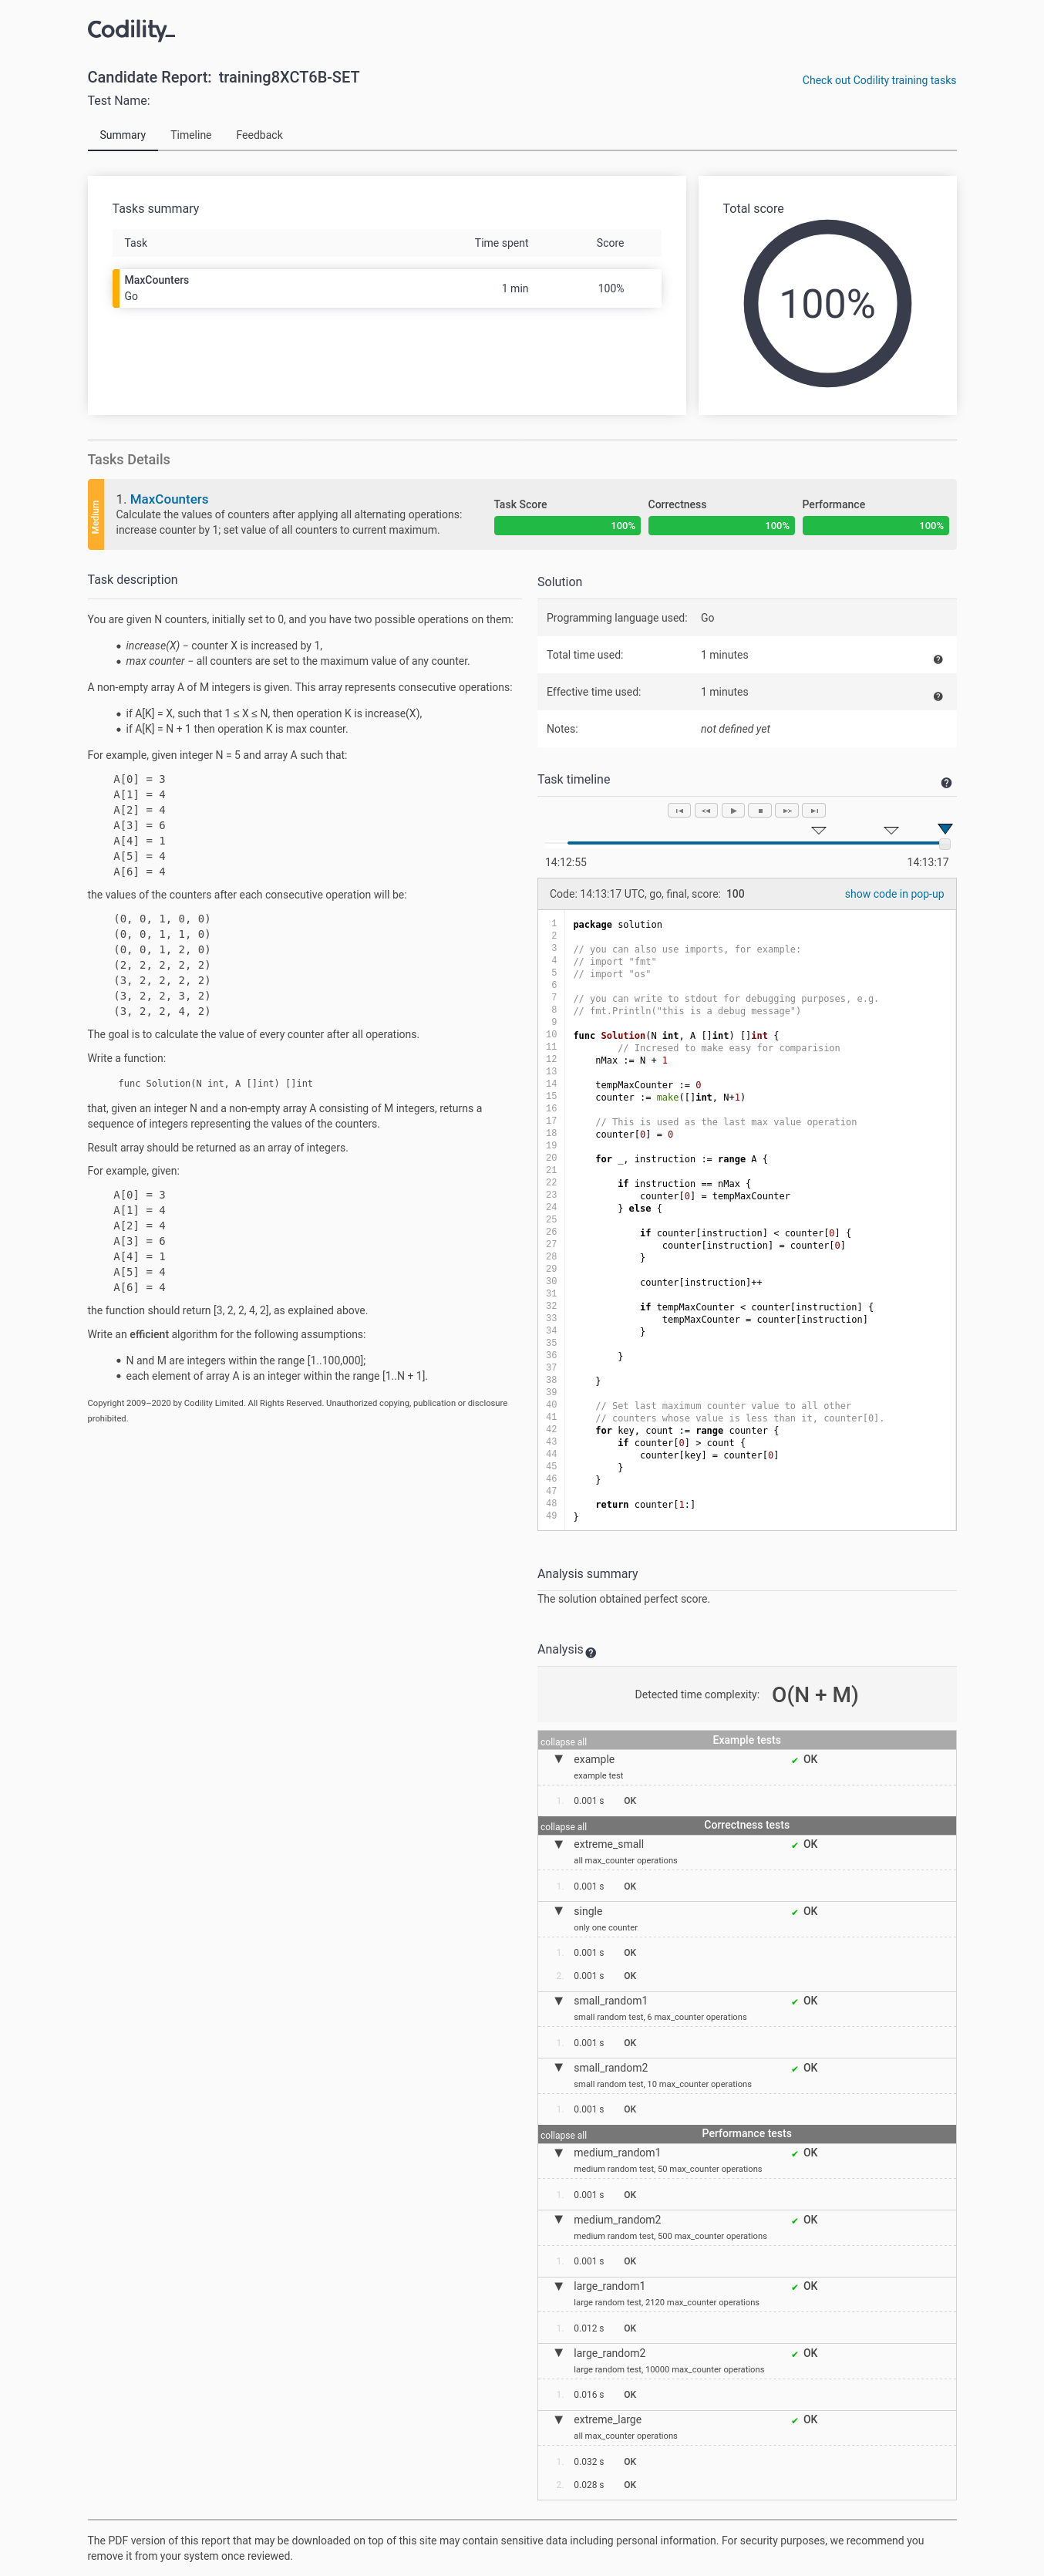 Codility_
Candidate Report: training8XCT6B-SET
Check out Codility training tasks
Test Name:
Summary Timeline Feedback
Tasks summary
Task Time spent Score
MaxCounters
Go
1 min 100%
Total score
100%
Tasks Details
Medium
1. MaxCounters
Calculate the values of counters after applying all alternating operations:
increase counter by 1; set value of all counters to current maximum.
Task Score Correctness Performance
100% 100% 100%
Task description
You are given N counters, initially set to 0, and you have two possible operations on them:
• increase(X) − counter X is increased by 1,
• max counter − all counters are set to the maximum value of any counter.
A non-empty array A of M integers is given. This array represents consecutive operations:
• if A[K] = X, such that 1 ≤ X ≤ N, then operation K is increase(X),
• if A[K] = N + 1 then operation K is max counter.
For example, given integer N = 5 and array A such that:
A[0] = 3
A[1] = 4
A[2] = 4
A[3] = 6
A[4] = 1
A[5] = 4
A[6] = 4
the values of the counters after each consecutive operation will be:
(0, 0, 1, 0, 0)
(0, 0, 1, 1, 0)
(0, 0, 1, 2, 0)
(2, 2, 2, 2, 2)
(3, 2, 2, 2, 2)
(3, 2, 2, 3, 2)
(3, 2, 2, 4, 2)
The goal is to calculate the value of every counter after all operations.
Write a function:
func Solution(N int, A []int) []int
that, given an integer N and a non-empty array A consisting of M integers, returns a
sequence of integers representing the values of the counters.
Result array should be returned as an array of integers.
For example, given:
A[0] = 3
A[1] = 4
A[2] = 4
A[3] = 6
A[4] = 1
A[5] = 4
A[6] = 4
the function should return [3, 2, 2, 4, 2], as explained above.
Write an efficient algorithm for the following assumptions:
• N and M are integers within the range [1..100,000];
• each element of array A is an integer within the range [1..N + 1].
Copyright 2009–2020 by Codility Limited. All Rights Reserved. Unauthorized copying, publication or disclosure
prohibited.
Solution
Programming language used: Go
Total time used: 1 minutes
Effective time used: 1 minutes
Notes: not defined yet
Task timeline
14:12:55 14:13:17
Code: 14:13:17 UTC, go, final, score: 100
show code in pop-up
1 package solution
2
3 // you can also use imports, for example:
4 // import "fmt"
5 // import "os"
6
7 // you can write to stdout for debugging purposes, e.g.
8 // fmt.Println("this is a debug message")
9
10 func Solution(N int, A []int) []int {
11 // Incresed to make easy for comparision
12 nMax := N + 1
13
14 tempMaxCounter := 0
15 counter := make([]int, N+1)
16
17 // This is used as the last max value operation
18 counter[0] = 0
19
20 for _, instruction := range A {
21
22 if instruction == nMax {
23 counter[0] = tempMaxCounter
24 } else {
25
26 if counter[instruction] < counter[0] {
27 counter[instruction] = counter[0]
28 }
29
30 counter[instruction]++
31
32 if tempMaxCounter < counter[instruction] {
33 tempMaxCounter = counter[instruction]
34 }
35
36 }
37
38 }
39
40 // Set last maximum counter value to all other
41 // counters whose value is less than it, counter[0].
42 for key, count := range counter {
43 if counter[0] > count {
44 counter[key] = counter[0]
45 }
46 }
47
48 return counter[1:]
49 }
Analysis summary
The solution obtained perfect score.
Analysis
Detected time complexity: O(N + M)
collapse all Example tests
▼ example ✔ OK
example test
1. 0.001 s OK
collapse all Correctness tests
▼ extreme_small ✔ OK
all max_counter operations
1. 0.001 s OK
▼ single ✔ OK
only one counter
1. 0.001 s OK
2. 0.001 s OK
▼ small_random1 ✔ OK
small random test, 6 max_counter operations
1. 0.001 s OK
▼ small_random2 ✔ OK
small random test, 10 max_counter operations
1. 0.001 s OK
collapse all Performance tests
▼ medium_random1 ✔ OK
medium random test, 50 max_counter operations
1. 0.001 s OK
▼ medium_random2 ✔ OK
medium random test, 500 max_counter operations
1. 0.001 s OK
▼ large_random1 ✔ OK
large random test, 2120 max_counter operations
1. 0.012 s OK
▼ large_random2 ✔ OK
large random test, 10000 max_counter operations
1. 0.016 s OK
▼ extreme_large ✔ OK
all max_counter operations
1. 0.032 s OK
2. 0.028 s OK
The PDF version of this report that may be downloaded on top of this site may contain sensitive data including personal information. For security purposes, we recommend you
remove it from your system once reviewed.